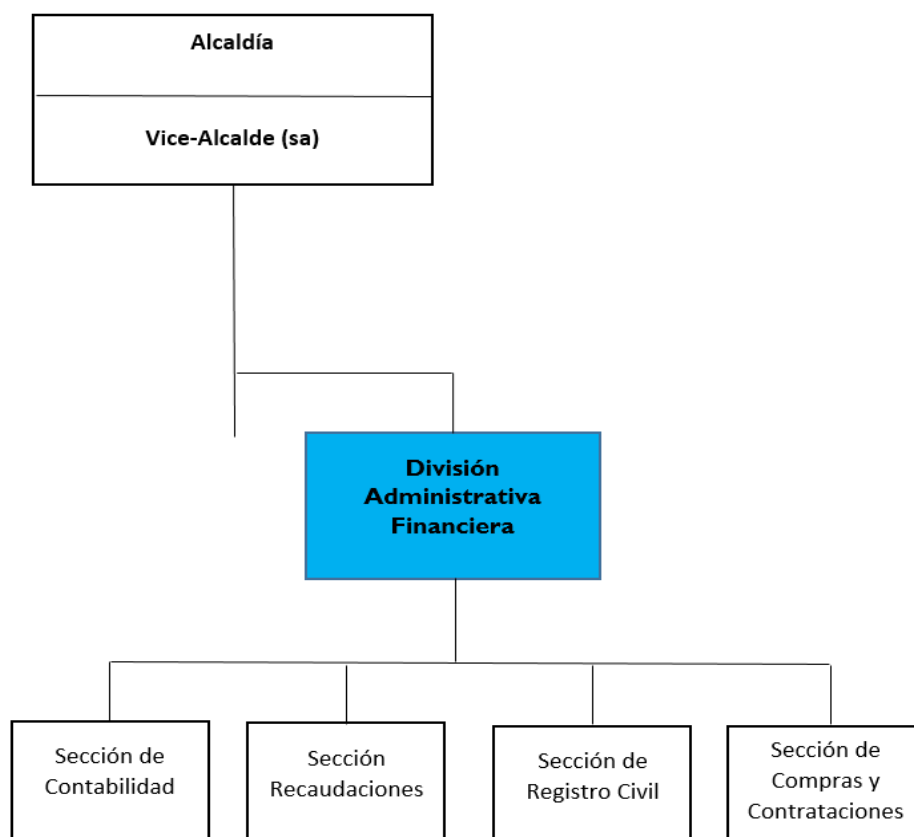 Alcaldía
Vice-Alcalde (sa)
División
Administrativa
Financiera
Sección de
Contabilidad
Sección
Recaudaciones
Sección de
Registro Civil
Sección de
Compras y
Contrataciones